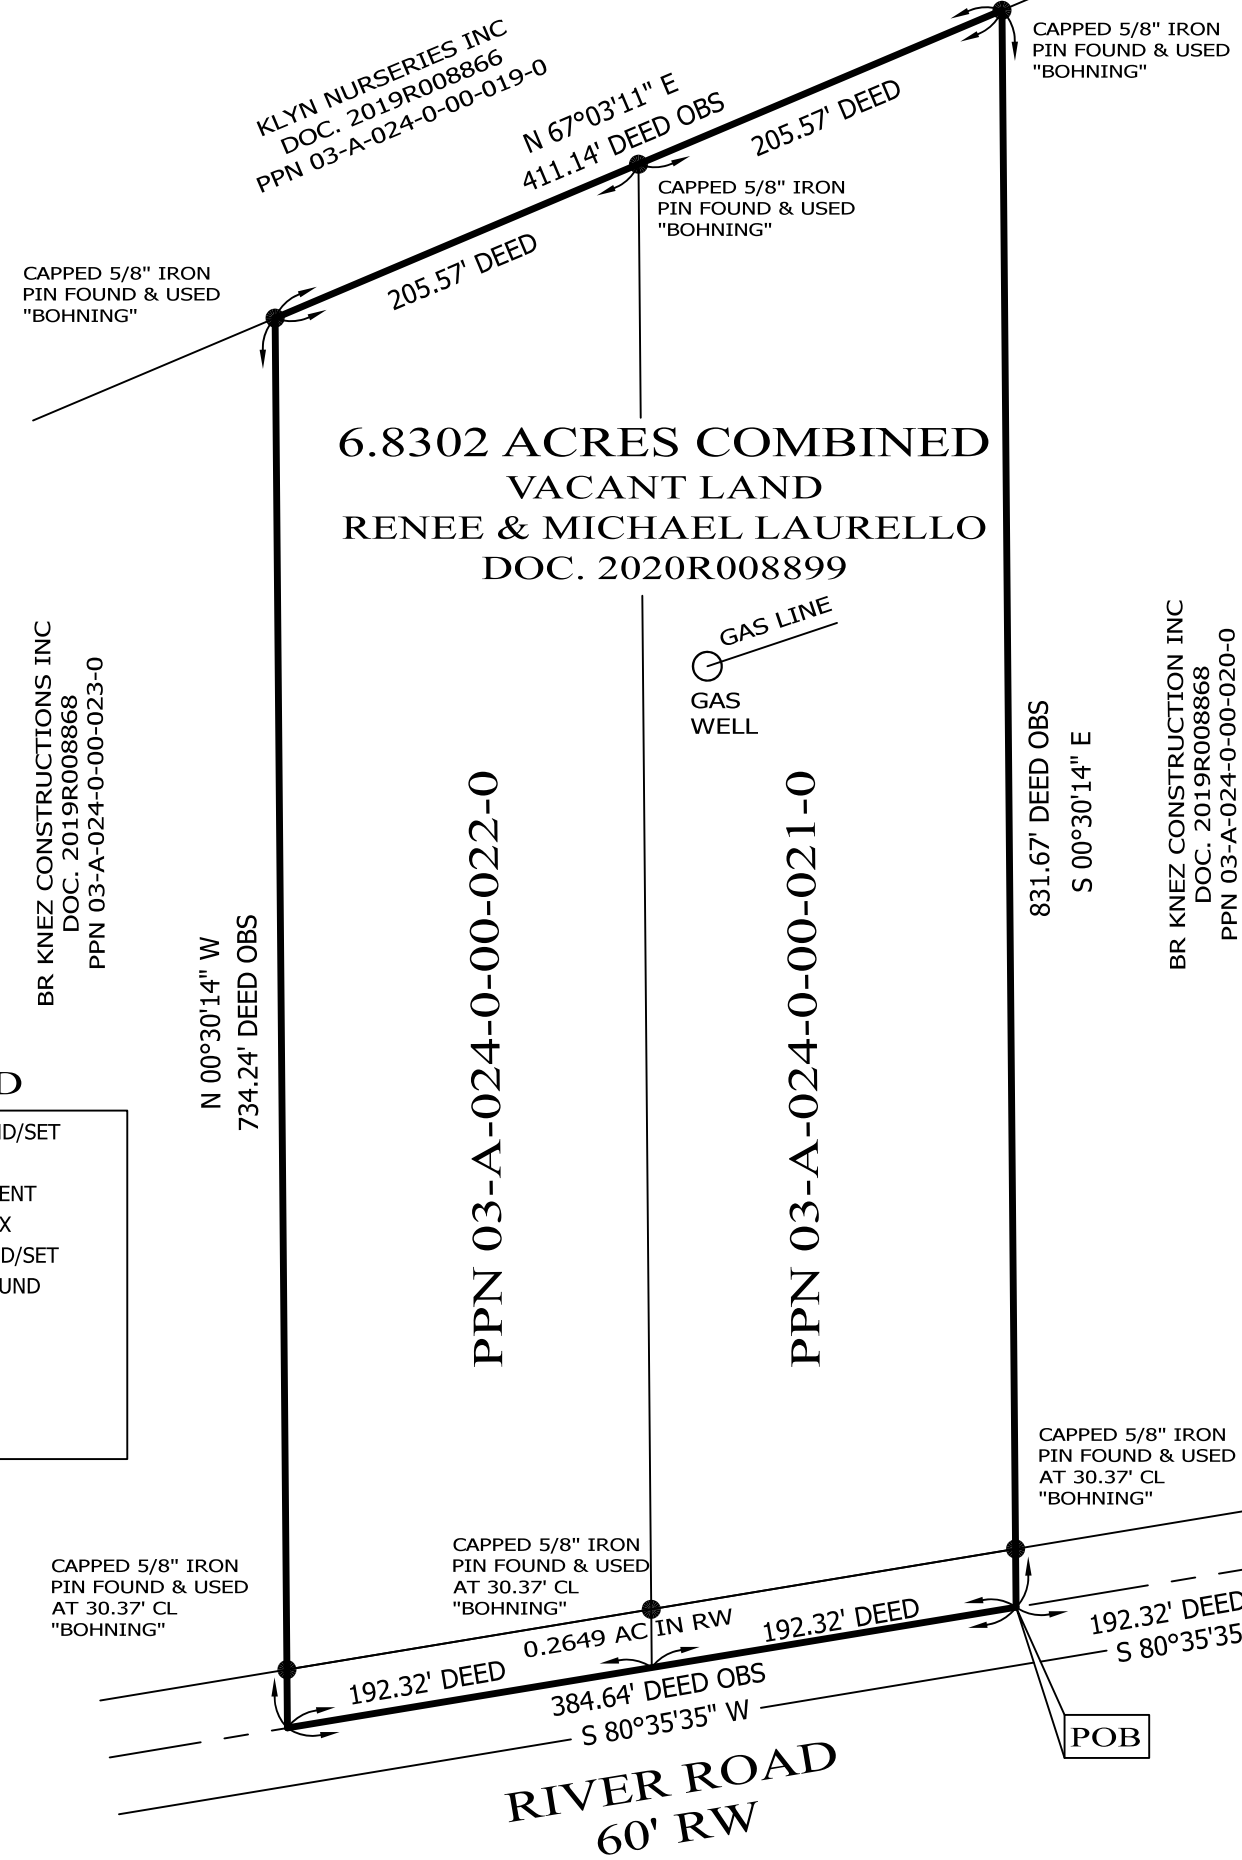 KLYN NURSERIES INC
DOC. 2019R008866
PPN 03-A-024-0-00-019-0
N 67°03'11" E
411.14' DEED OBS
205.57' DEED
CAPPED 5/8" IRON
PIN FOUND & USED
"BOHNING"
CAPPED 5/8" IRON
PIN FOUND & USED
"BOHNING"
205.57' DEED
CAPPED 5/8" IRON
PIN FOUND & USED
"BOHNING"
6.8302 ACRES COMBINED
VACANT LAND
RENEE & MICHAEL LAURELLO
DOC. 2020R008899
GAS LINE
GAS
WELL
BR KNEZ CONSTRUCTIONS INC
DOC. 2019R008868
PPN 03-A-024-0-00-023-0
N 00°30'14" W
734.24' DEED OBS
PPN 03-A-024-0-00-022-0
PPN 03-A-024-0-00-021-0
831.67' DEED OBS
S 00°30'14" E
BR KNEZ CONSTRUCTION INC
DOC. 2019R008868
PPN 03-A-024-0-00-020-0
D
D/SET
ENT
X
D/SET
UND
CAPPED 5/8" IRON
PIN FOUND & USED
AT 30.37' CL
"BOHNING"
CAPPED 5/8" IRON
PIN FOUND & USED
AT 30.37' CL
"BOHNING"
CAPPED 5/8" IRON
PIN FOUND & USED
AT 30.37' CL
"BOHNING"
0.2649 AC IN RW
192.32' DEED
192.32' DEED
192.32' DEED
S 80°35'35
384.64' DEED OBS
S 80°35'35" W
POB
RIVER ROAD
60' RW